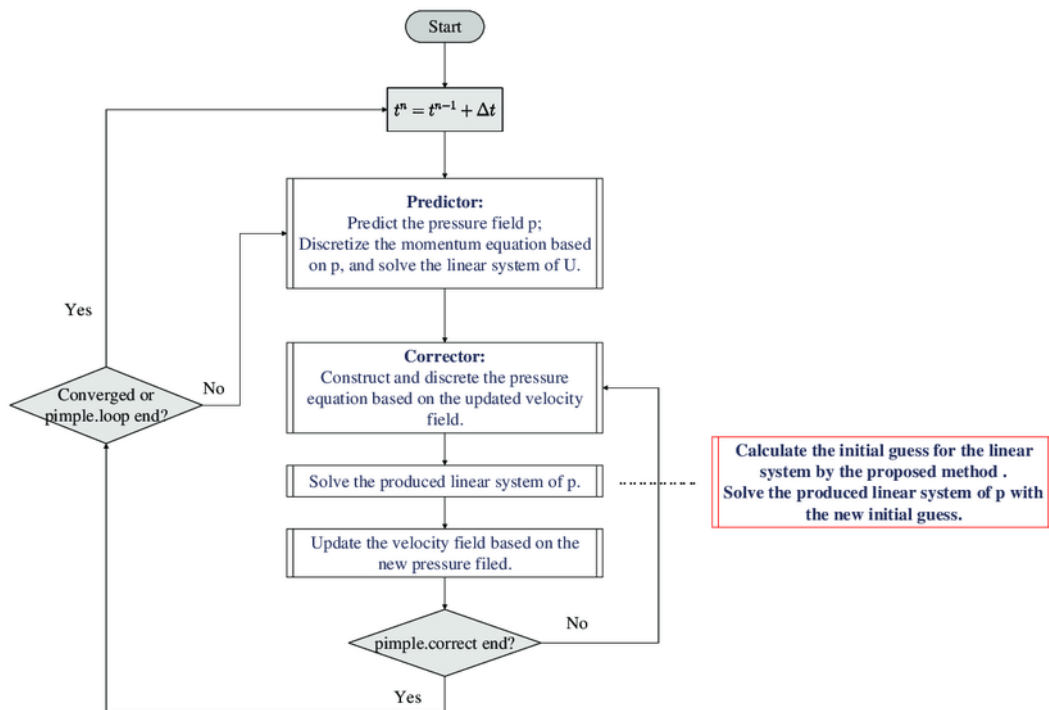 Start
tⁿ = tⁿ⁻¹ + Δt
Predictor:
Predict the pressure field p;
Discretize the momentum equation based
on p, and solve the linear system of U.
Yes
Converged or
pimple.loop end?
No
Corrector:
Construct and discrete the pressure
equation based on the updated velocity
field.
Solve the produced linear system of p.
Calculate the initial guess for the linear
system by the proposed method .
Solve the produced linear system of p with
the new initial guess.
Update the velocity field based on the
new pressure filed.
pimple.correct end?
No
Yes